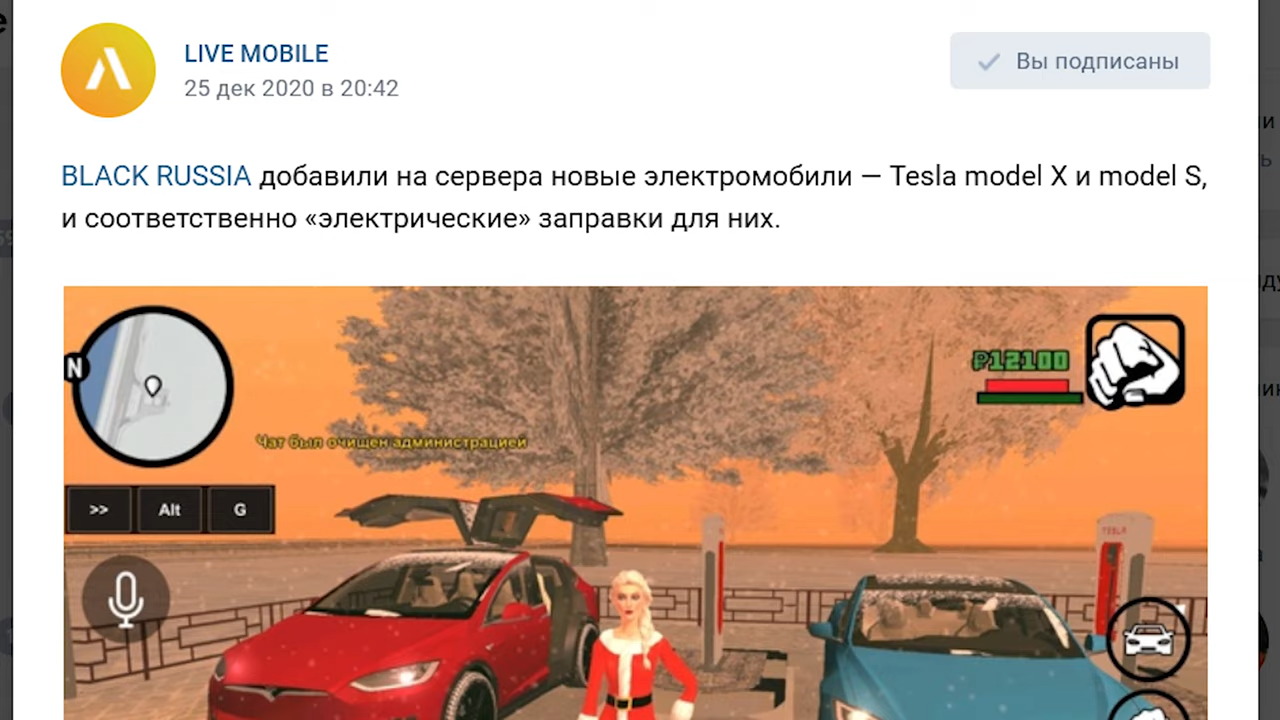 LIVE MOBILE
25 дек 2020 в 20:42
Вы подписаны
BLACK RUSSIA добавили на сервера новые электромобили — Tesla model X и model S,
и соответственно «электрические» заправки для них.
N
₽12100
Чат был очищен администрацией
>> Alt G
TESLA